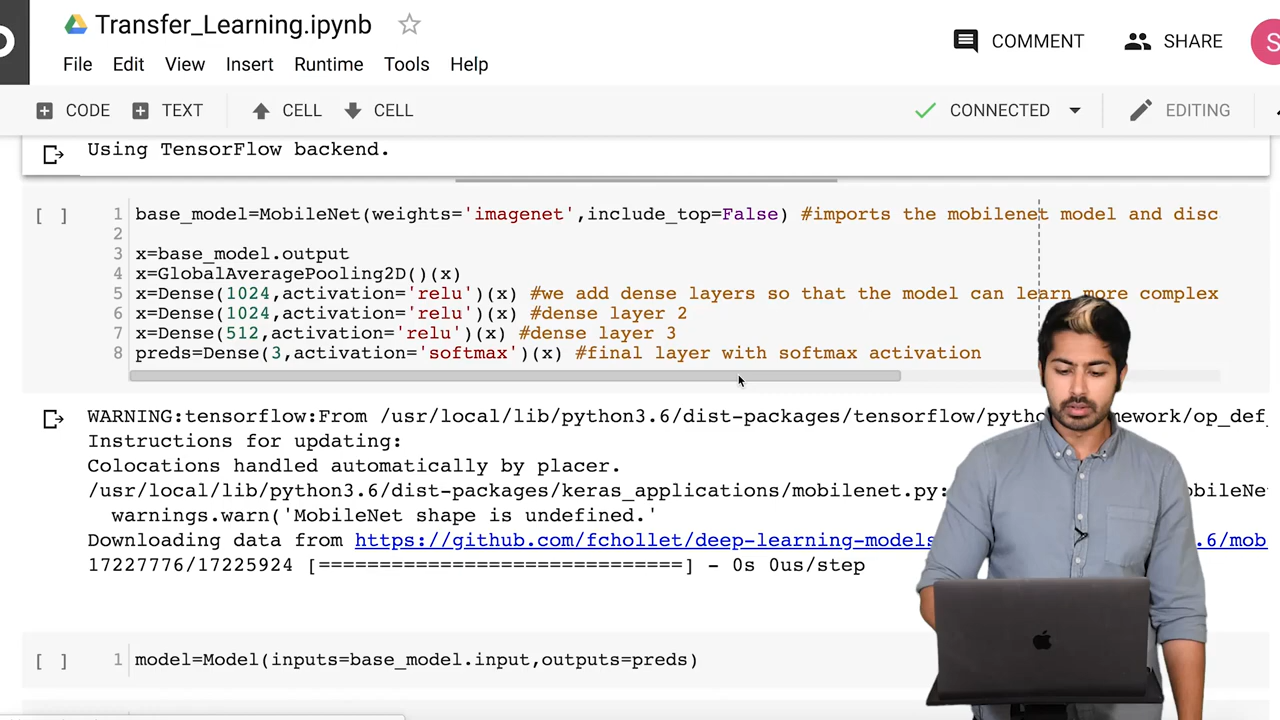 Transfer_Learning.ipynb
COMMENT
SHARE
S
File Edit View Insert Runtime Tools Help
CODE TEXT CELL CELL
CONNECTED
EDITING
Using TensorFlow backend.
[ ] 1 base_model=MobileNet(weights='imagenet',include_top=False) #imports the mobilenet model and disc
2
3 x=base_model.output
4 x=GlobalAveragePooling2D()(x)
5 x=Dense(1024,activation='relu')(x) #we add dense layers so that the model can learn more complex
6 x=Dense(1024,activation='relu')(x) #dense layer 2
7 x=Dense(512,activation='relu')(x) #dense layer 3
8 preds=Dense(3,activation='softmax')(x) #final layer with softmax activation
WARNING:tensorflow:From /usr/local/lib/python3.6/dist-packages/tensorflow/pytho mework/op_def_
Instructions for updating:
Colocations handled automatically by placer.
/usr/local/lib/python3.6/dist-packages/keras_applications/mobilenet.py: obileNe
warnings.warn('MobileNet shape is undefined.'
Downloading data from https://github.com/fchollet/deep-learning-models .6/mob
17227776/17225924 [==============================] - 0s 0us/step
[ ] 1 model=Model(inputs=base_model.input,outputs=preds)